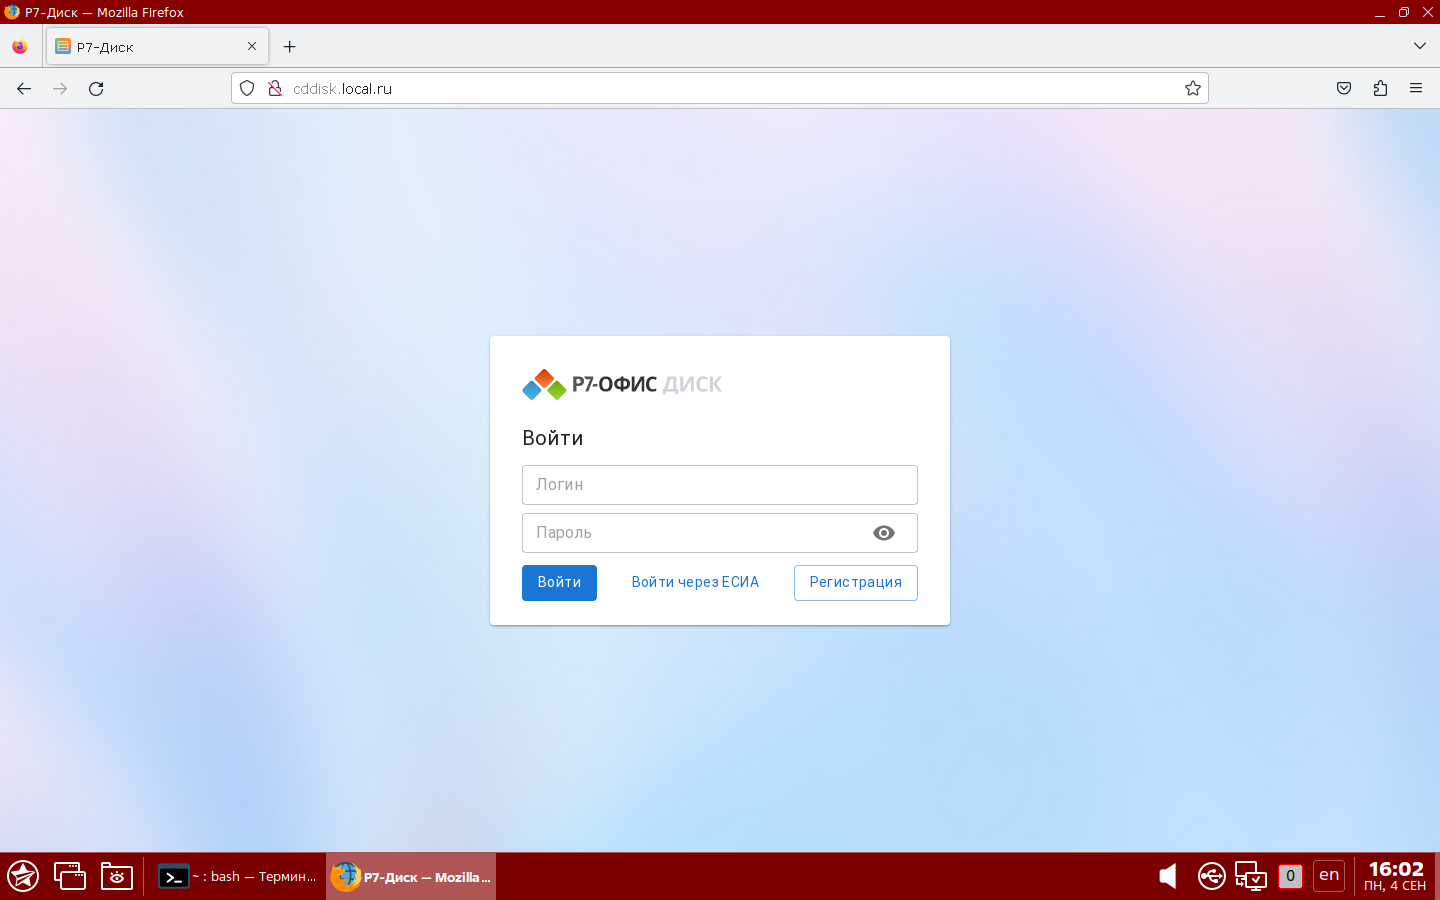 Р7-Диск — Mozilla Firefox
Р7-Диск
cddisk.local.ru
Р7-ОФИС ДИСК
Войти
Логин
Пароль
Войти
Войти через ЕСИА
Регистрация
~ : bash — Термин...
Р7-Диск — Mozilla ...
0
en
16:02
ПН, 4 СЕН